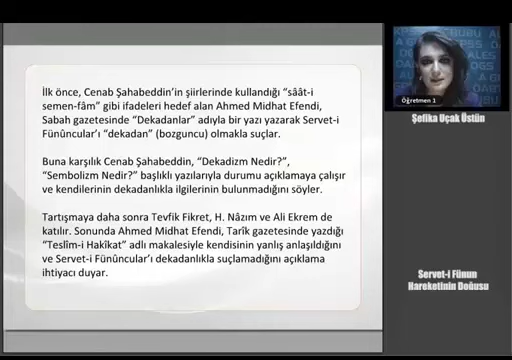 İlk önce, Cenab Şahabeddin’in şiirlerinde kullandığı “sâât-i
semen-fâm” gibi ifadeleri hedef alan Ahmed Midhat Efendi,
Sabah gazetesinde “Dekadanlar” adıyla bir yazı yazarak Servet-i
Fünûncular’ı “dekadan” (bozguncu) olmakla suçlar.
Buna karşılık Cenab Şahabeddin, “Dekadizm Nedir?”,
“Sembolizm Nedir?” başlıklı yazılarıyla durumu açıklamaya çalışır
ve kendilerinin dekadanlıkla ilgilerinin bulunmadığını söyler.
Tartışmaya daha sonra Tevfik Fikret, H. Nâzım ve Ali Ekrem de
katılır. Sonunda Ahmed Midhat Efendi, Tarîk gazetesinde yazdığı
“Teslîm-i Hakîkat” adlı makalesiyle kendisinin yanlış anlaşıldığını
ve Servet-i Fünûncular’ı dekadanlıkla suçlamadığını açıklama
ihtiyacı duyar.
Öğretmen 1
Şefika Uçak Üstün
Servet-i Fünun
Hareketinin Doğusu